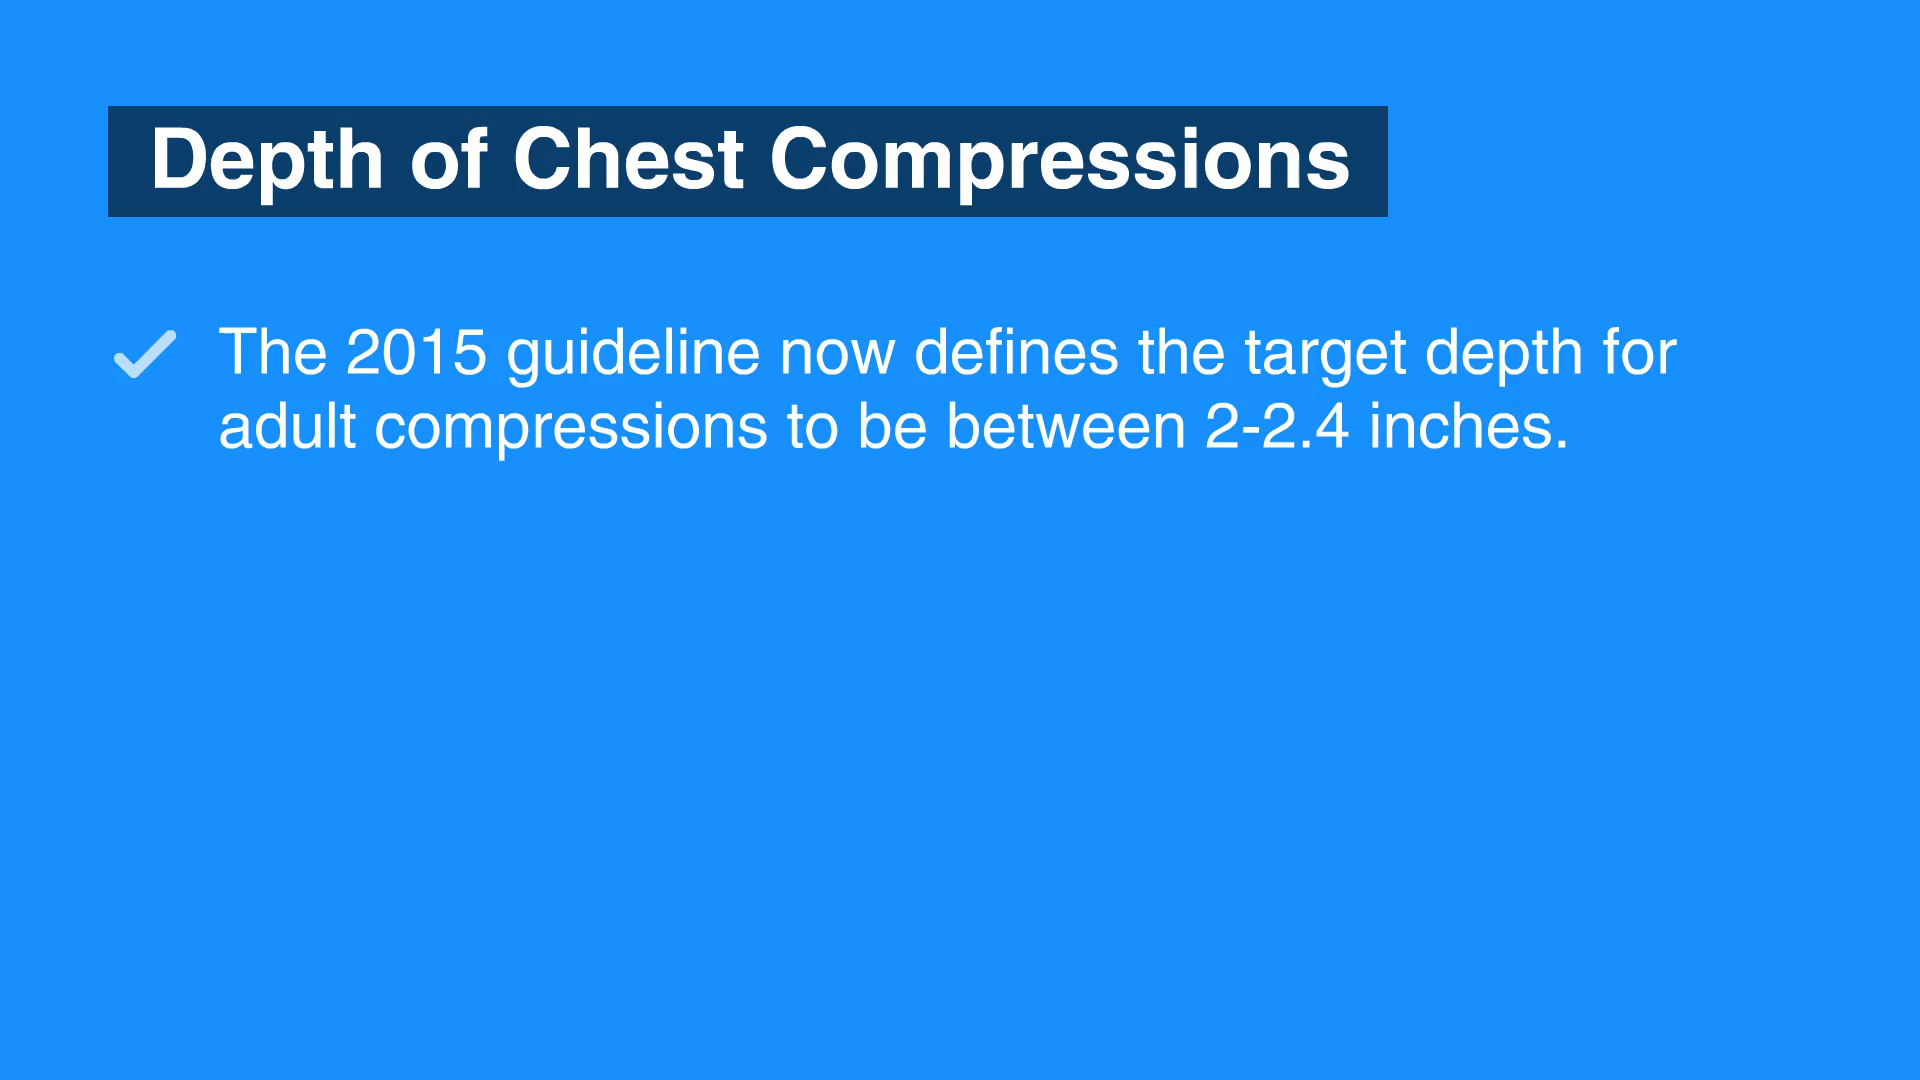 Depth of Chest Compressions
The 2015 guideline now defines the target depth for
adult compressions to be between 2-2.4 inches.